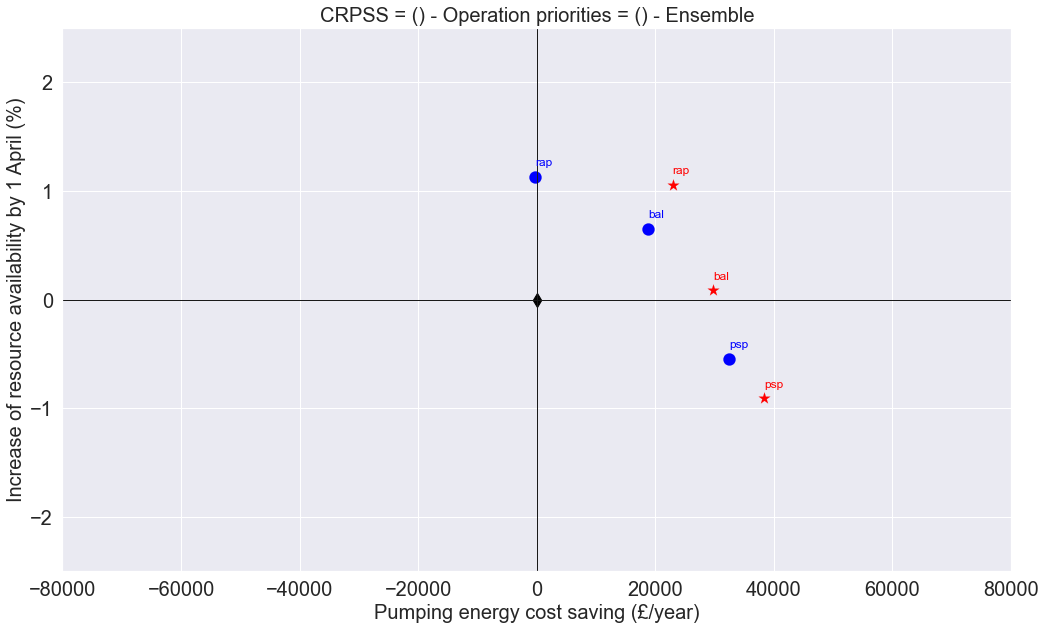 CRPSS = () - Operation priorities = () - Ensemble
Increase of resource availability by 1 April (%)
2
1
0
−1
−2
rap
rap
bal
bal
psp
psp
−80000 −60000 −40000 −20000 0 20000 40000 60000 80000
Pumping energy cost saving (£/year)